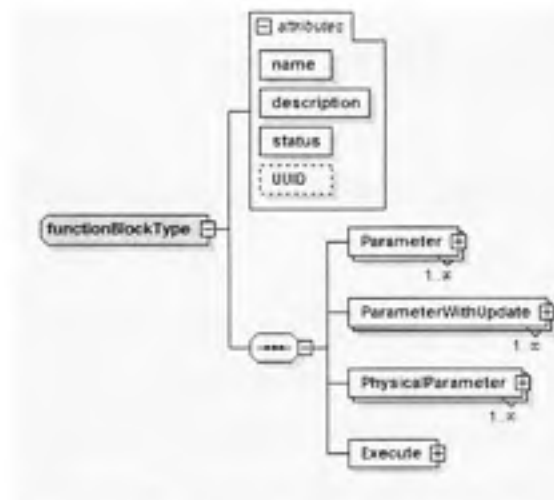 attributes
name
description
status
UUID
functionBlockType
Parameter
1..∞
ParameterWithUpdate
1..∞
PhysicalParameter
1..∞
Execute